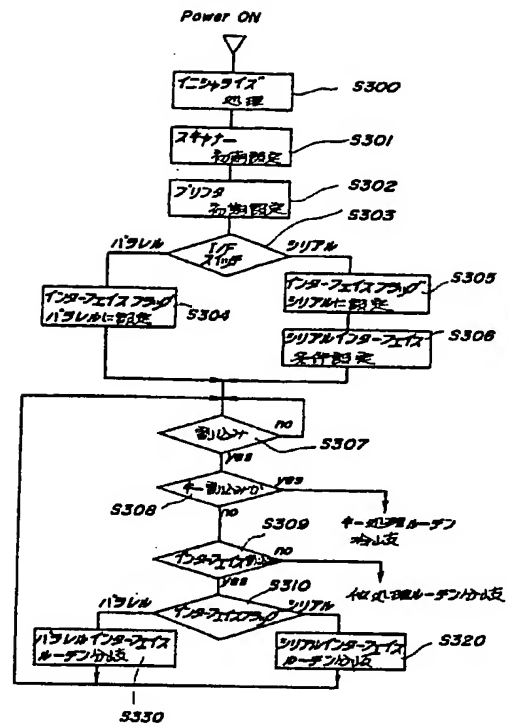 Power ON
イニシャライズ
処理
S300
スキャナー
初期設定
S301
プリンタ
初期設定
S302
S303
I/F
スイッチ
パラレル
シリアル
インターフェイスフラッグ
パラレルに設定
S304
インターフェイスフラッグ
シリアルに設定
S305
シリアルインターフェイス
条件設定
S306
割り込み
no
S307
yes
キー割込みか
yes
S308
no
キー処理ルーチン
分岐
S309
インターフェイス割込
no
yes
処理ルーチン分岐
S310
パラレル
インターフェイスフラッグ
シリアル
パラレルインターフェイス
ルーチン分岐
シリアルインターフェイス
ルーチン分岐
S320
S330